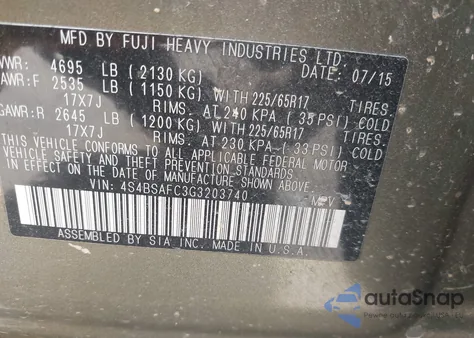 MFD BY FUJI HEAVY INDUSTRIES LTD.
GVWR: 4695 LB (2130 KG) DATE: 07/15
GAWR:F 2535 LB (1150 KG) WITH 225/65R17 TIRES.
17X7J RIMS. AT 240 KPA (35 PSI) COLD
GAWR:R 2645 LB (1200 KG) WITH 225/65R17 TIRES.
17X7J RIMS. AT 230 KPA (33 PSI) COLD
THIS VEHICLE CONFORMS TO ALL APPLICABLE FEDERAL MOTOR
VEHICLE SAFETY AND THEFT PREVENTION STANDARDS IN EFFECT ON THE
DATE OF MANUFACTURE SHOWN ABOVE.
VIN: 4S4BSAFC3G3203740 MPV
ASSEMBLED BY SIA INC. MADE IN U.S.A.
autoSnap